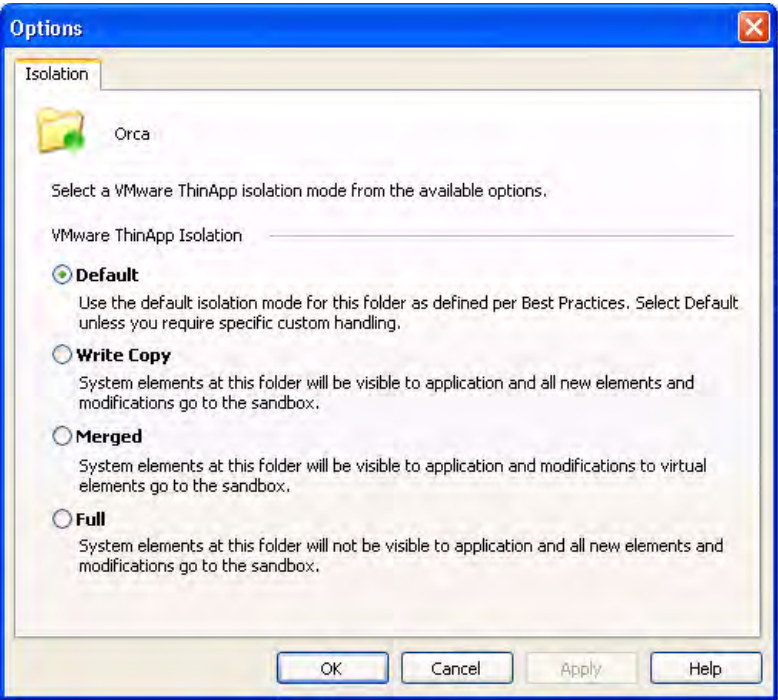 Options
Isolation
Orca
Select a VMware ThinApp isolation mode from the available options.
VMware ThinApp Isolation
Default
Use the default isolation mode for this folder as defined per Best Practices. Select Default
unless you require specific custom handling.
Write Copy
System elements at this folder will be visible to application and all new elements and
modifications go to the sandbox.
Merged
System elements at this folder will be visible to application and modifications to virtual
elements go to the sandbox.
Full
System elements at this folder will not be visible to application and all new elements and
modifications go to the sandbox.
OK Cancel Apply Help